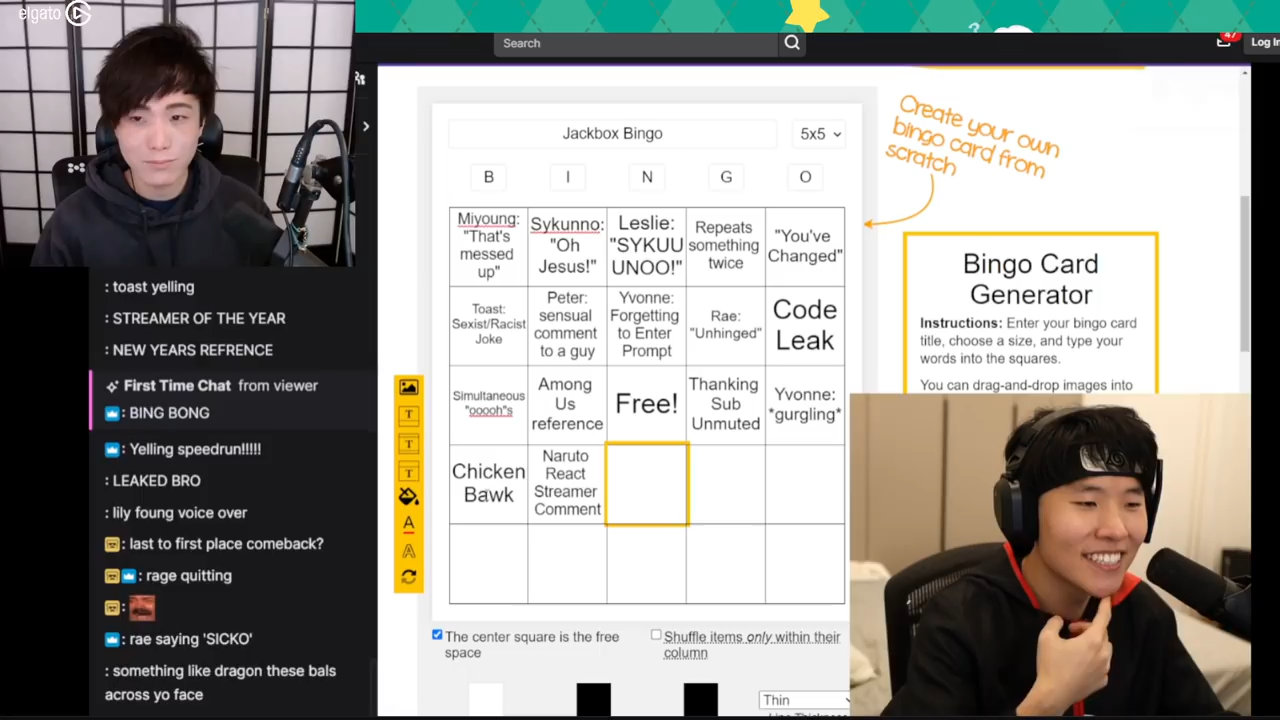 elgato
Search
47
Log In
Jackbox Bingo
5x5
B
I
N
G
O
Miyoung:
"That's
messed
up"
Sykunno:
"Oh
Jesus!"
Leslie:
"SYKUU
UNOO!"
Repeats
something
twice
"You've
Changed"
Toast:
Sexist/Racist
Joke
Peter:
sensual
comment
to a guy
Yvonne:
Forgetting
to Enter
Prompt
Rae:
"Unhinged"
Code
Leak
Simultaneous
"ooooh"s
Among
Us
reference
Free!
Thanking
Sub
Unmuted
Yvonne:
*gurgling*
Chicken
Bawk
Naruto
React
Streamer
Comment
The center square is the free
space
Shuffle items only within their
column
Thin
Create your own
bingo card from
scratch
Bingo Card
Generator
Instructions: Enter your bingo card
title, choose a size, and type your
words into the squares.
You can drag-and-drop images into
: toast yelling
: STREAMER OF THE YEAR
: NEW YEARS REFRENCE
First Time Chat from viewer
: BING BONG
: Yelling speedrun!!!!!
: LEAKED BRO
: lily foung voice over
: last to first place comeback?
: rage quitting
:
: rae saying 'SICKO'
: something like dragon these bals
across yo face